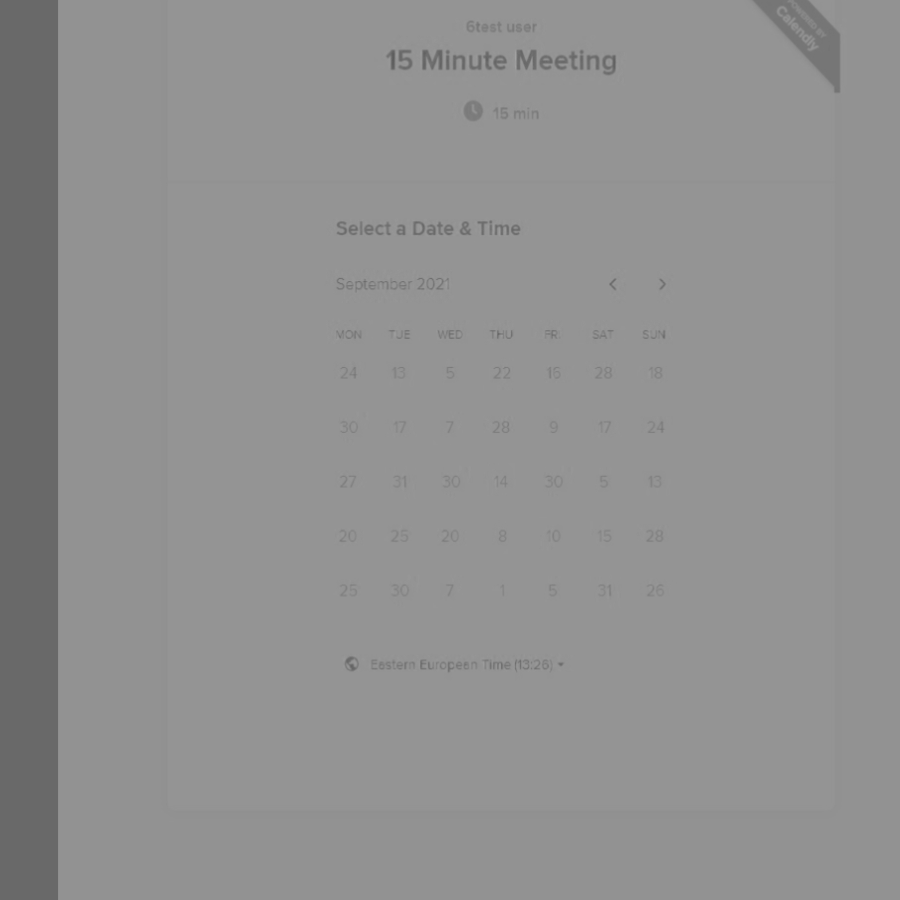 6test user
POWERED BY
Calendly
15 Minute Meeting
15 min
Select a Date & Time
September 2021
MON TUE WED THU FRI SAT SUN
24 13 5 22 16 28 18
30 17 7 28 9 17 24
27 31 30 14 30 5 13
20 25 20 8 10 15 28
25 30 7 1 5 31 26
Eastern European Time (13:26)